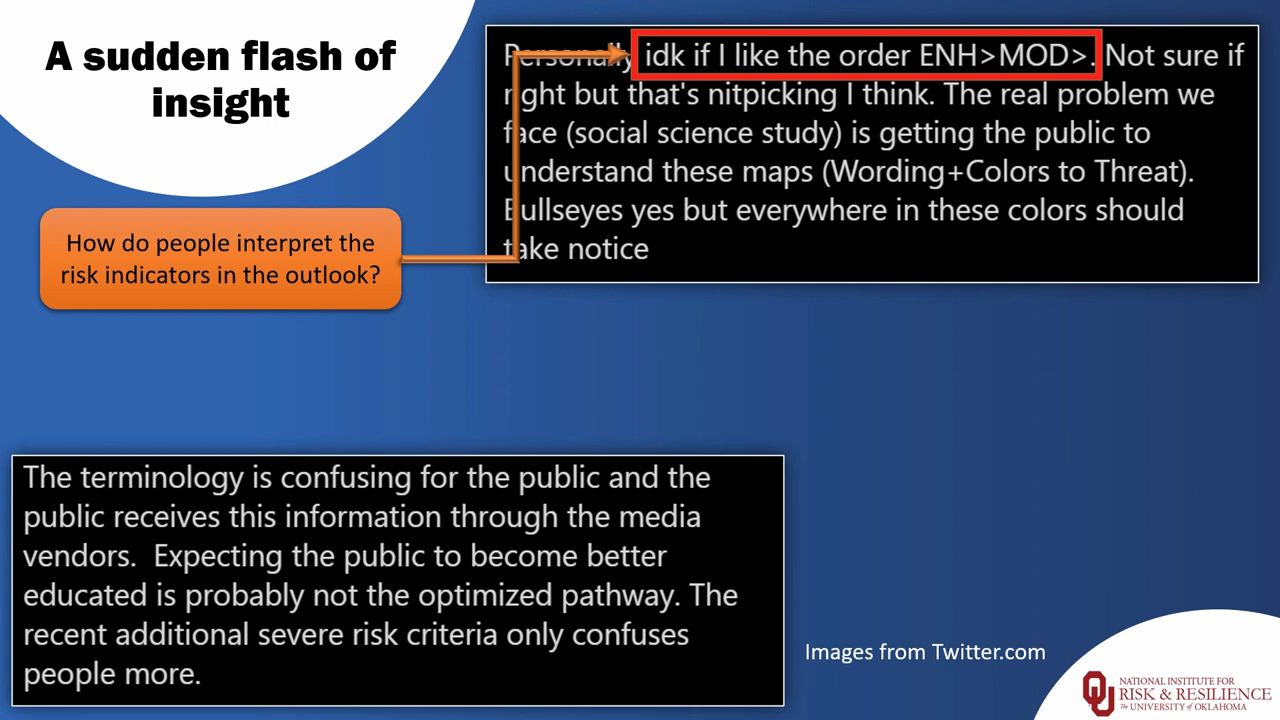 A sudden flash of
insight
Personally idk if I like the order ENH>MOD>. Not sure if
right but that's nitpicking I think. The real problem we
face (social science study) is getting the public to
understand these maps (Wording+Colors to Threat).
Bullseyes yes but everywhere in these colors should
take notice
How do people interpret the
risk indicators in the outlook?
The terminology is confusing for the public and the
public receives this information through the media
vendors. Expecting the public to become better
educated is probably not the optimized pathway. The
recent additional severe risk criteria only confuses
people more.
Images from Twitter.com
NATIONAL INSTITUTE FOR
RISK & RESILIENCE
The UNIVERSITY of OKLAHOMA